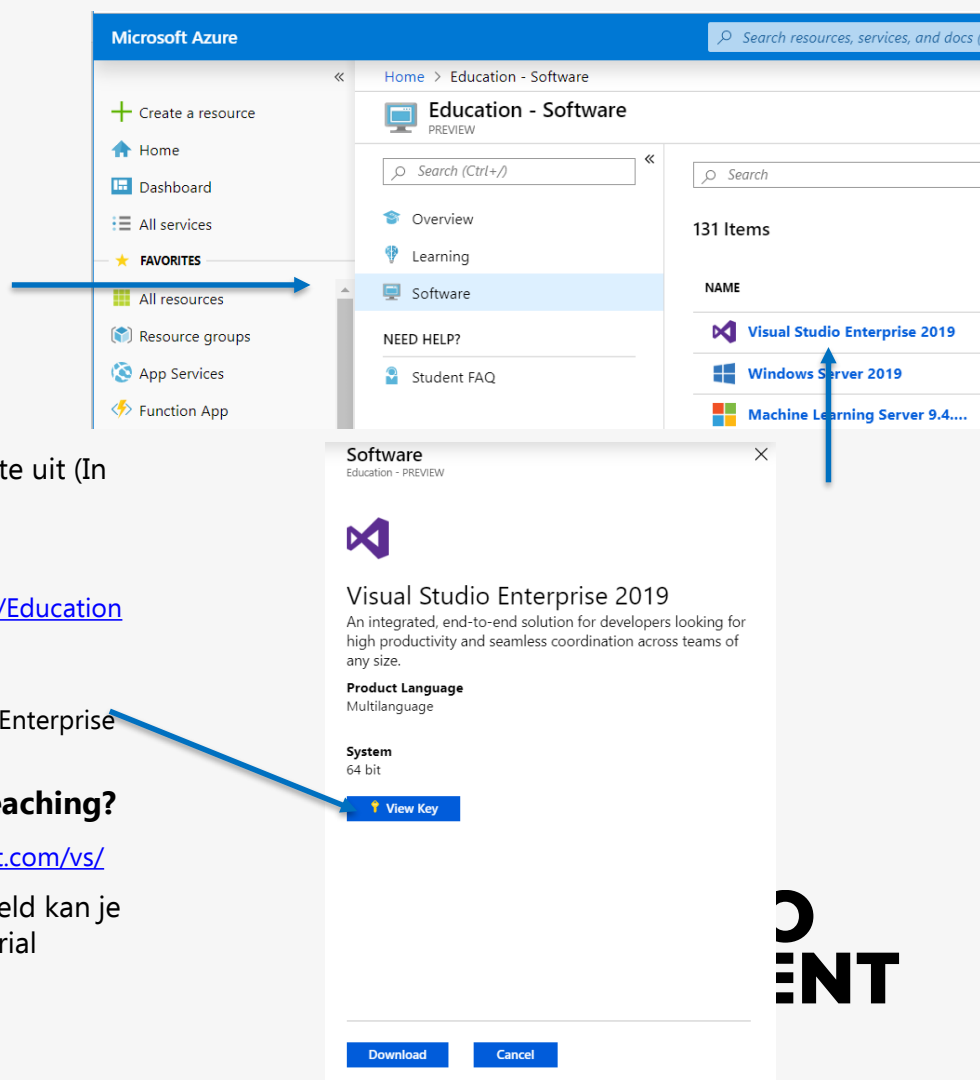 Microsoft Azure
Search resources, services, and docs (
«
Home > Education - Software
Create a resource
Home
Dashboard
All services
FAVORITES
All resources
Resource groups
App Services
Function App
Education - Software
PREVIEW
Search (Ctrl+/)
«
Overview
Learning
Software
NEED HELP?
Student FAQ
Search
131 Items
NAME
Visual Studio Enterprise 2019
Windows Server 2019
Machine Learning Server 9.4....
te uit (In
/Education
Enterprise
eaching?
t.com/vs/
eld kan je
rial
Software
Education - PREVIEW
Visual Studio Enterprise 2019
An integrated, end-to-end solution for developers looking for
high productivity and seamless coordination across teams of
any size.
Product Language
Multilanguage
System
64 bit
View Key
Download
Cancel
O
ENT